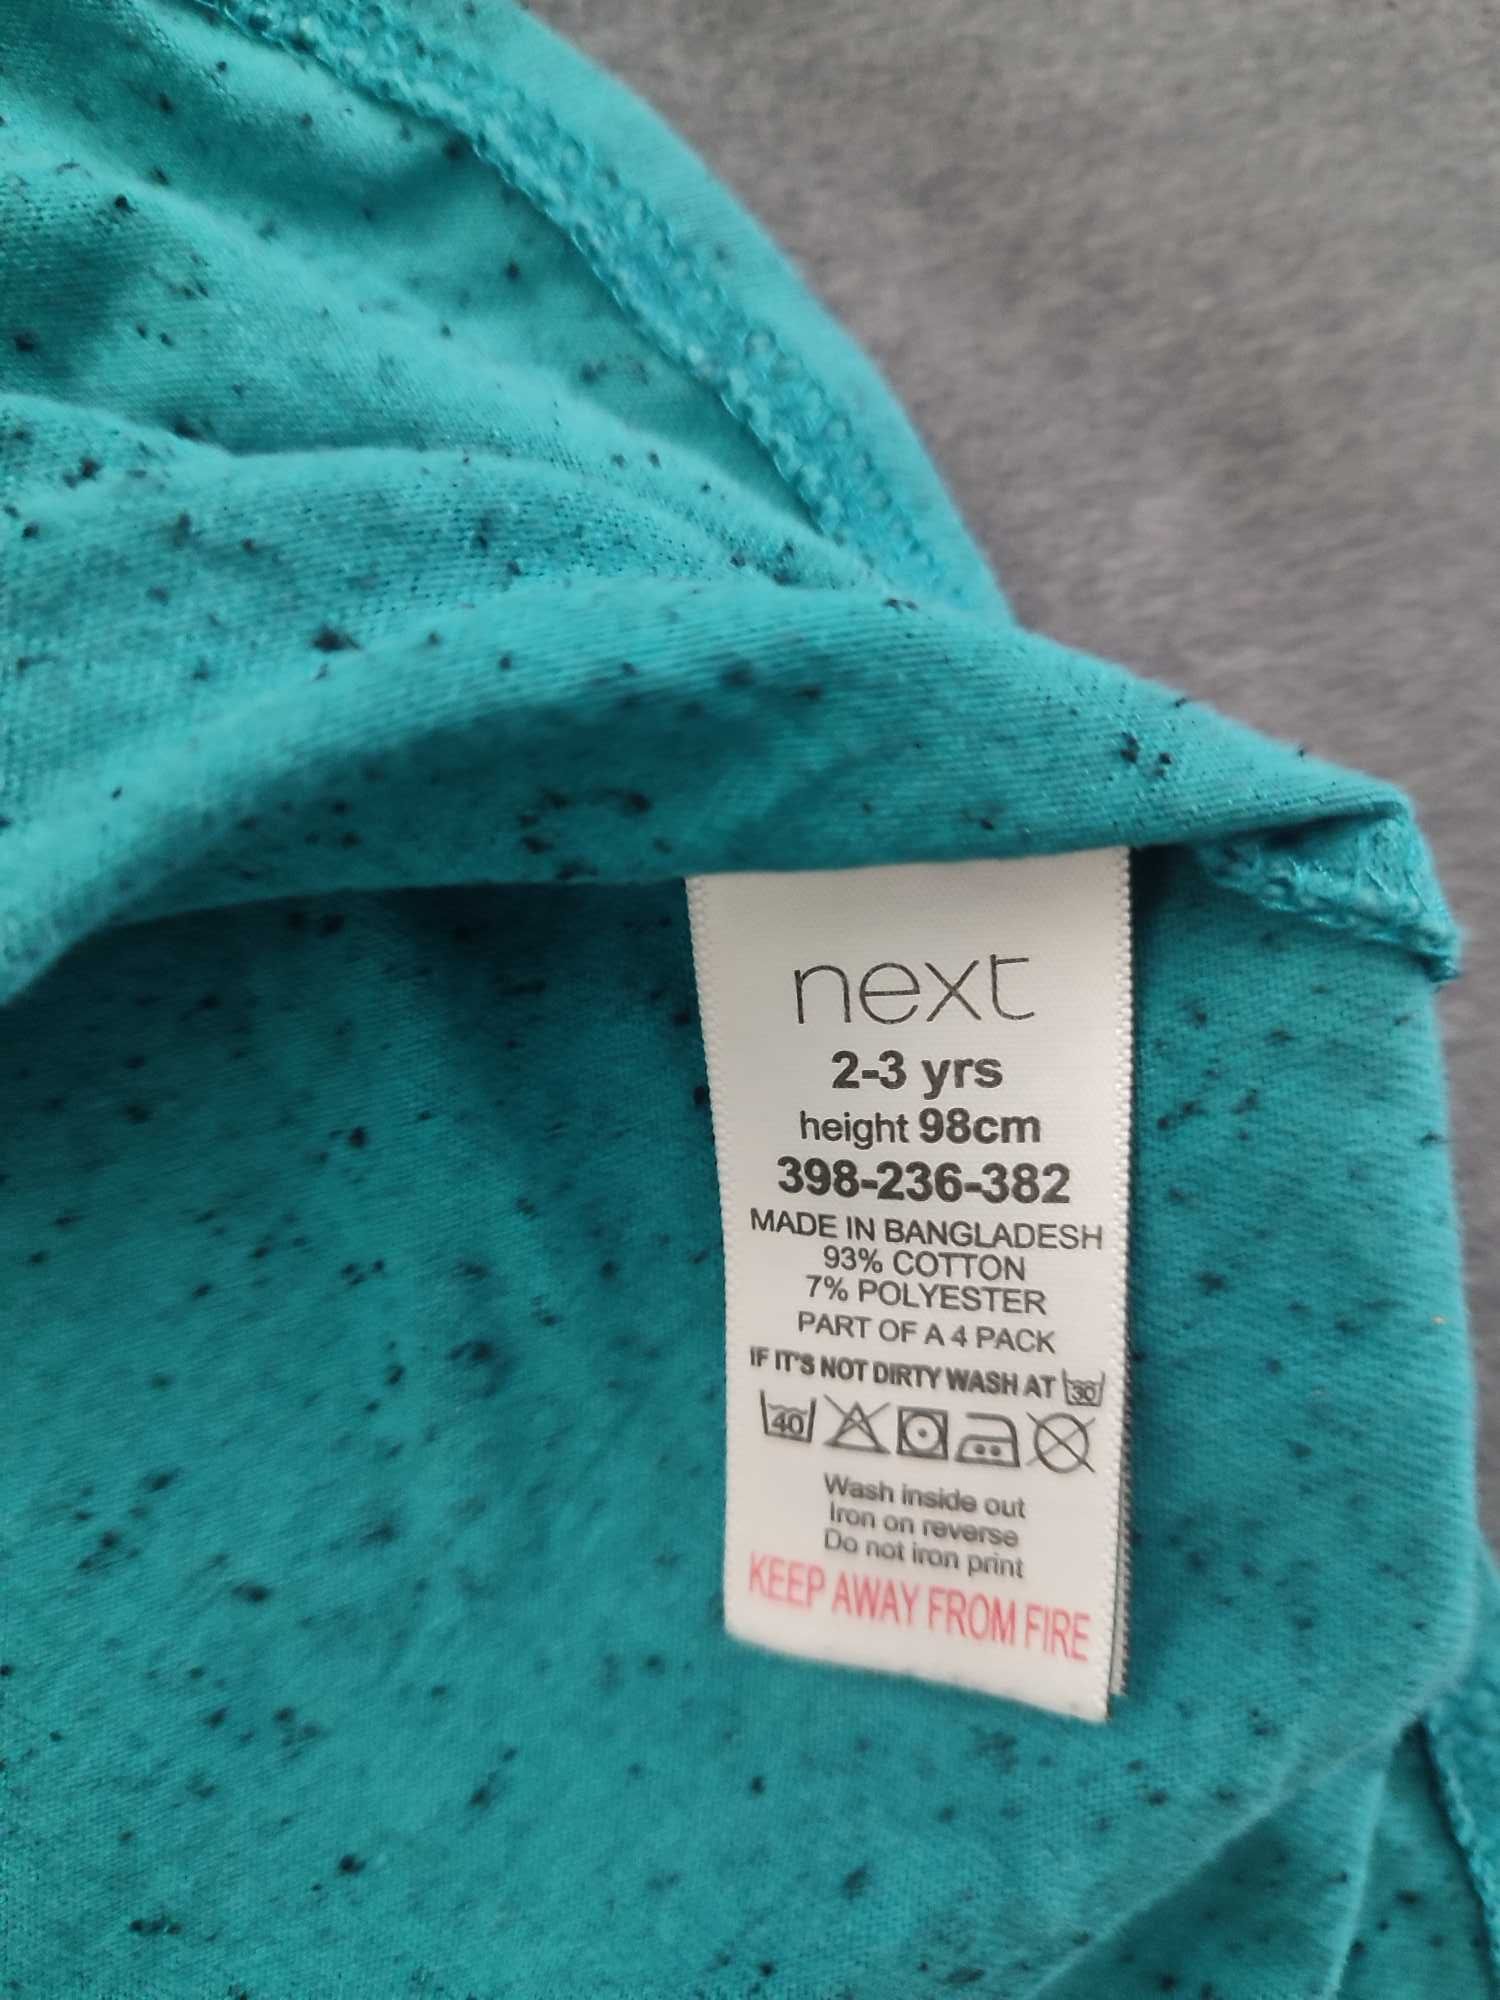 next
2-3 yrs
height 98cm
398-236-382
MADE IN BANGLADESH
93% COTTON
7% POLYESTER
PART OF A 4 PACK
IF IT'S NOT DIRTY WASH AT 30
40
Wash inside out
Iron on reverse
Do not iron print
KEEP AWAY FROM FIRE